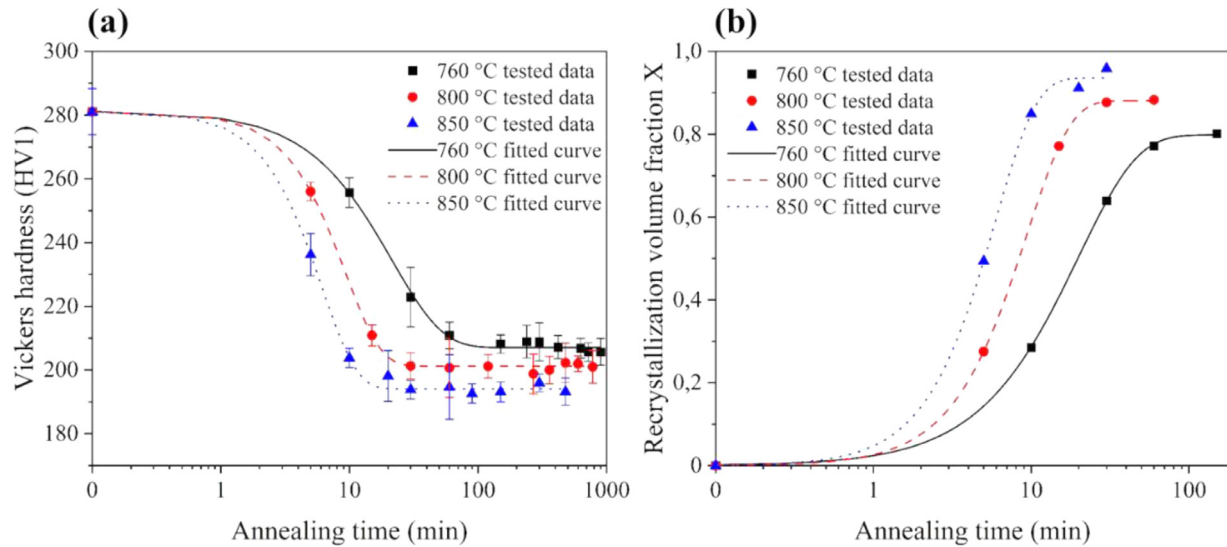 (a)
300
280
260
240
220
200
180
Vickers hardness (HV1)
760 °C tested data
800 °C tested data
850 °C tested data
760 °C fitted curve
800 °C fitted curve
850 °C fitted curve
0 1 10 100 1000
Annealing time (min)
(b)
1,0
0,8
0,6
0,4
0,2
0,0
Recrystallization volume fraction X
760 °C tested data
800 °C tested data
850 °C tested data
760 °C fitted curve
800 °C fitted curve
850 °C fitted curve
0 1 10 100
Annealing time (min)